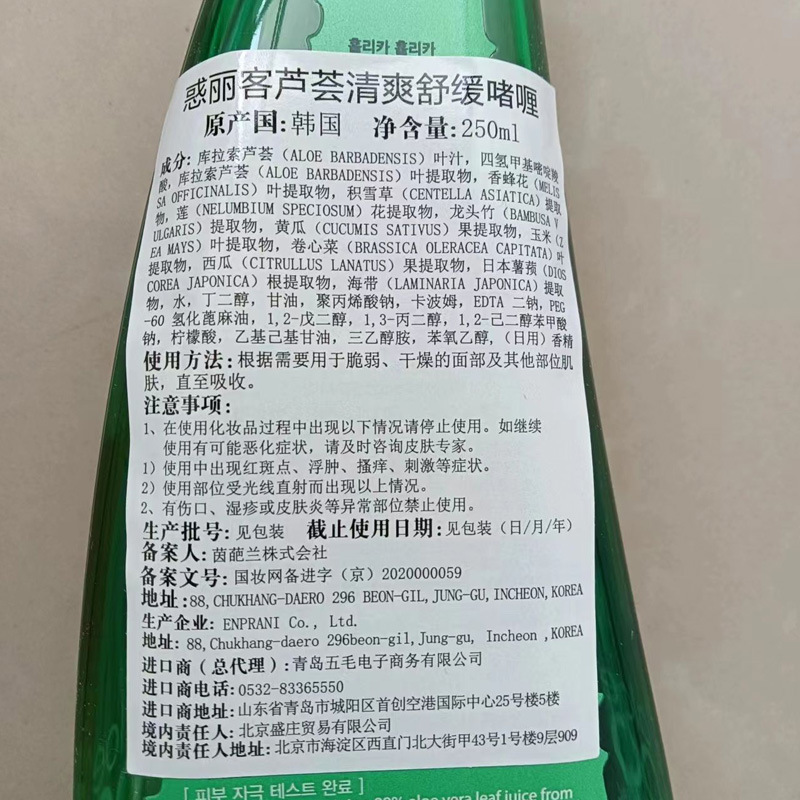 홀리카 홀리카
惑丽客芦荟清爽舒缓啫喱
原产国:韩国 净含量:250ml
成分: 库拉索芦荟（ALOE BARBADENSIS）叶汁, 四氢甲基嘧啶羧
酸, 库拉索芦荟（ALOE BARBADENSIS）叶提取物, 香蜂花（MELIS
SA OFFICINALIS）叶提取物, 积雪草（CENTELLA ASIATICA）提取
物, 莲（NELUMBIUM SPECIOSUM）花提取物, 龙头竹（BAMBUSA V
ULGARIS）提取物, 黄瓜（CUCUMIS SATIVUS）果提取物, 玉米（Z
EA MAYS）叶提取物, 卷心菜（BRASSICA OLERACEA CAPITATA）叶
提取物, 西瓜（CITRULLUS LANATUS）果提取物, 日本薯蓣（DIOS
COREA JAPONICA）根提取物, 海带（LAMINARIA JAPONICA）提取
物, 水, 丁二醇, 甘油, 聚丙烯酸钠, 卡波姆, EDTA 二钠, PEG
-60 氢化蓖麻油, 1,2-戊二醇, 1,3-丙二醇, 1,2-己二醇苯甲酸
钠, 柠檬酸, 乙基己基甘油, 三乙醇胺, 苯氧乙醇,（日用）香精
使用方法: 根据需要用于脆弱、干燥的面部及其他部位肌
肤, 直至吸收。
注意事项:
1、在使用化妆品过程中出现以下情况请停止使用。如继续
使用有可能恶化症状, 请及时咨询皮肤专家。
1）使用中出现红斑点、浮肿、搔痒、刺激等症状。
2）使用部位受光线直射而出现以上情况。
2、有伤口、湿疹或皮肤炎等异常部位禁止使用。
生产批号: 见包装 截止使用日期: 见包装（日/月/年）
备案人: 茵葩兰株式会社
备案文号: 国妆网备进字（京）2020000059
地址:88,CHUKHANG-DAERO 296 BEON-GIL,JUNG-GU,INCHEON,KOREA
生产企业: ENPRANI Co., Ltd.
地址: 88,Chukhang-daero 296beon-gil,Jung-gu, Incheon ,KOREA
进口商（总代理）:青岛五毛电子商务有限公司
进口商电话:0532-83365550
进口商地址:山东省青岛市城阳区首创空港国际中心25号楼5楼
境内责任人: 北京盛庄贸易有限公司
境内责任人地址: 北京市海淀区西直门北大街甲43号1号楼9层909
[ 피부 자극 테스트 완료 ]
aloe vera leaf juice from